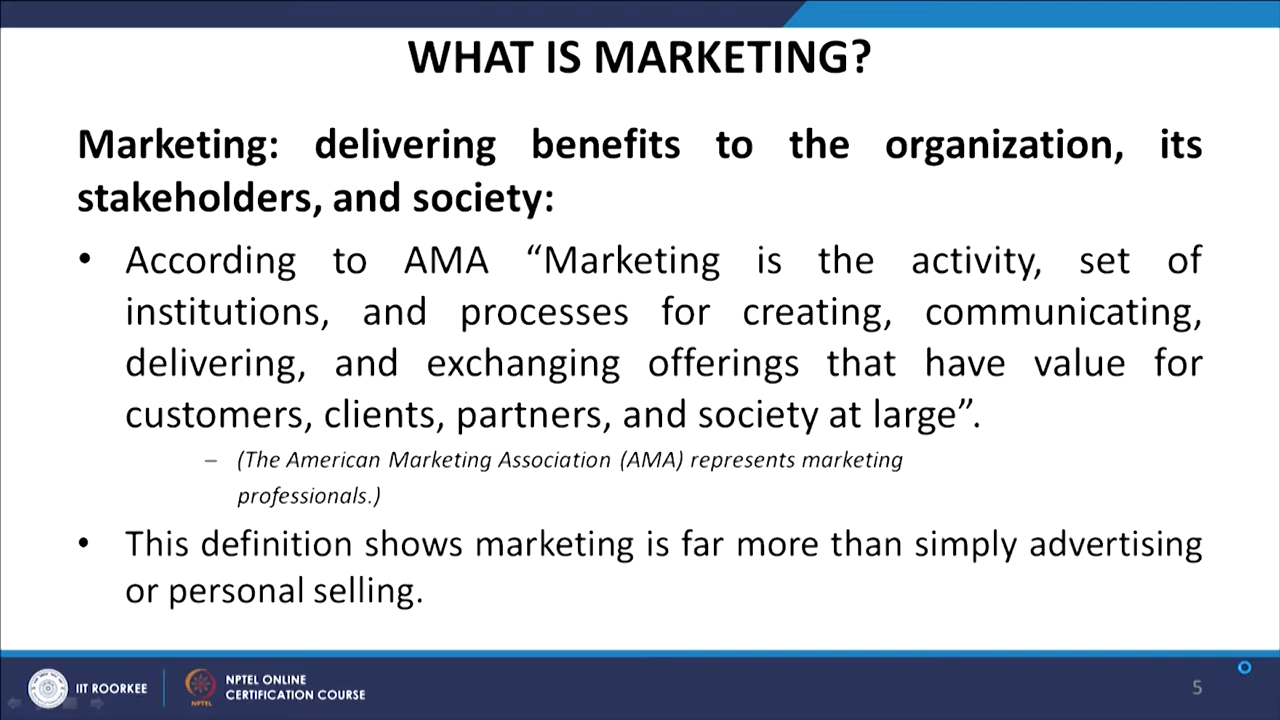 WHAT IS MARKETING?
Marketing: delivering benefits to the organization, its
stakeholders, and society:
• According to AMA “Marketing is the activity, set of
institutions, and processes for creating, communicating,
delivering, and exchanging offerings that have value for
customers, clients, partners, and society at large”.
– (The American Marketing Association (AMA) represents marketing
professionals.)
• This definition shows marketing is far more than simply advertising
or personal selling.
IIT ROORKEE
NPTEL
NPTEL ONLINE
CERTIFICATION COURSE
5